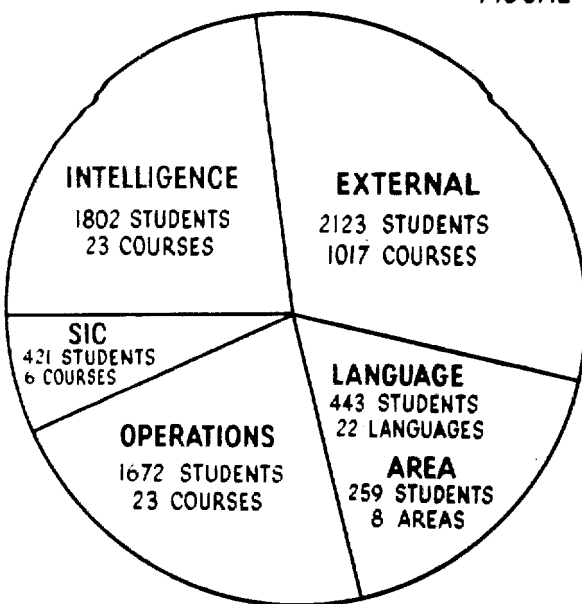 INTELLIGENCE
1802 STUDENTS
23 COURSES
EXTERNAL
2123 STUDENTS
1017 COURSES
SIC
421 STUDENTS
6 COURSES
LANGUAGE
443 STUDENTS
22 LANGUAGES
OPERATIONS
1672 STUDENTS
23 COURSES
AREA
259 STUDENTS
8 AREAS